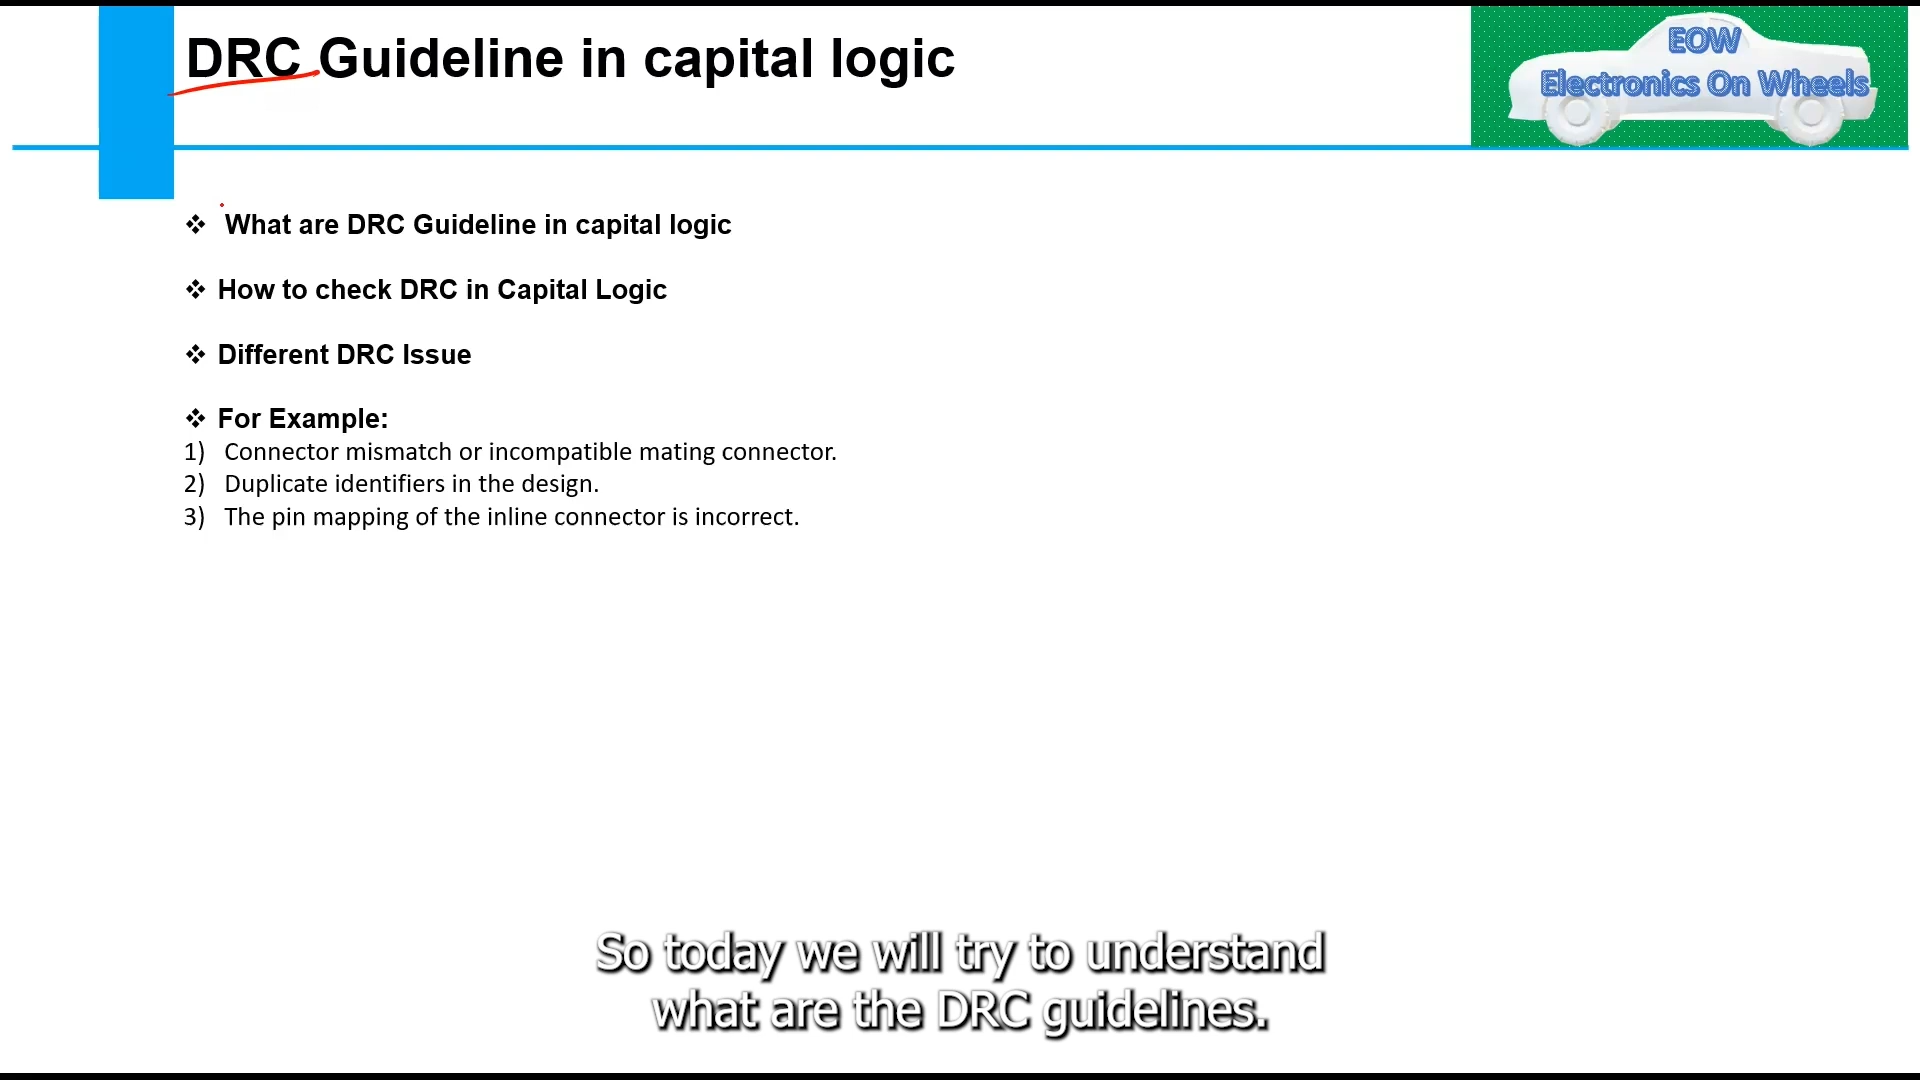 DRC Guideline in capital logic
EOW
Electronics On Wheels
❖ What are DRC Guideline in capital logic
❖ How to check DRC in Capital Logic
❖ Different DRC Issue
❖ For Example:
1) Connector mismatch or incompatible mating connector.
2) Duplicate identifiers in the design.
3) The pin mapping of the inline connector is incorrect.
So today we will try to understand
what are the DRC guidelines.